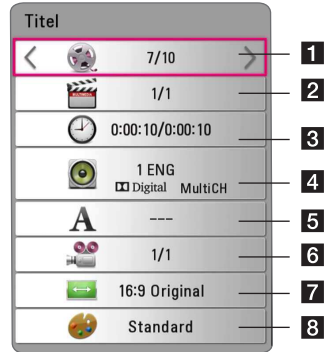 Titel
7/10
1
1/1
2
0:00:10/0:00:10
3
1 ENG
Digital MultiCH
4
A
---
5
1/1
6
16:9 Original
7
Standard
8